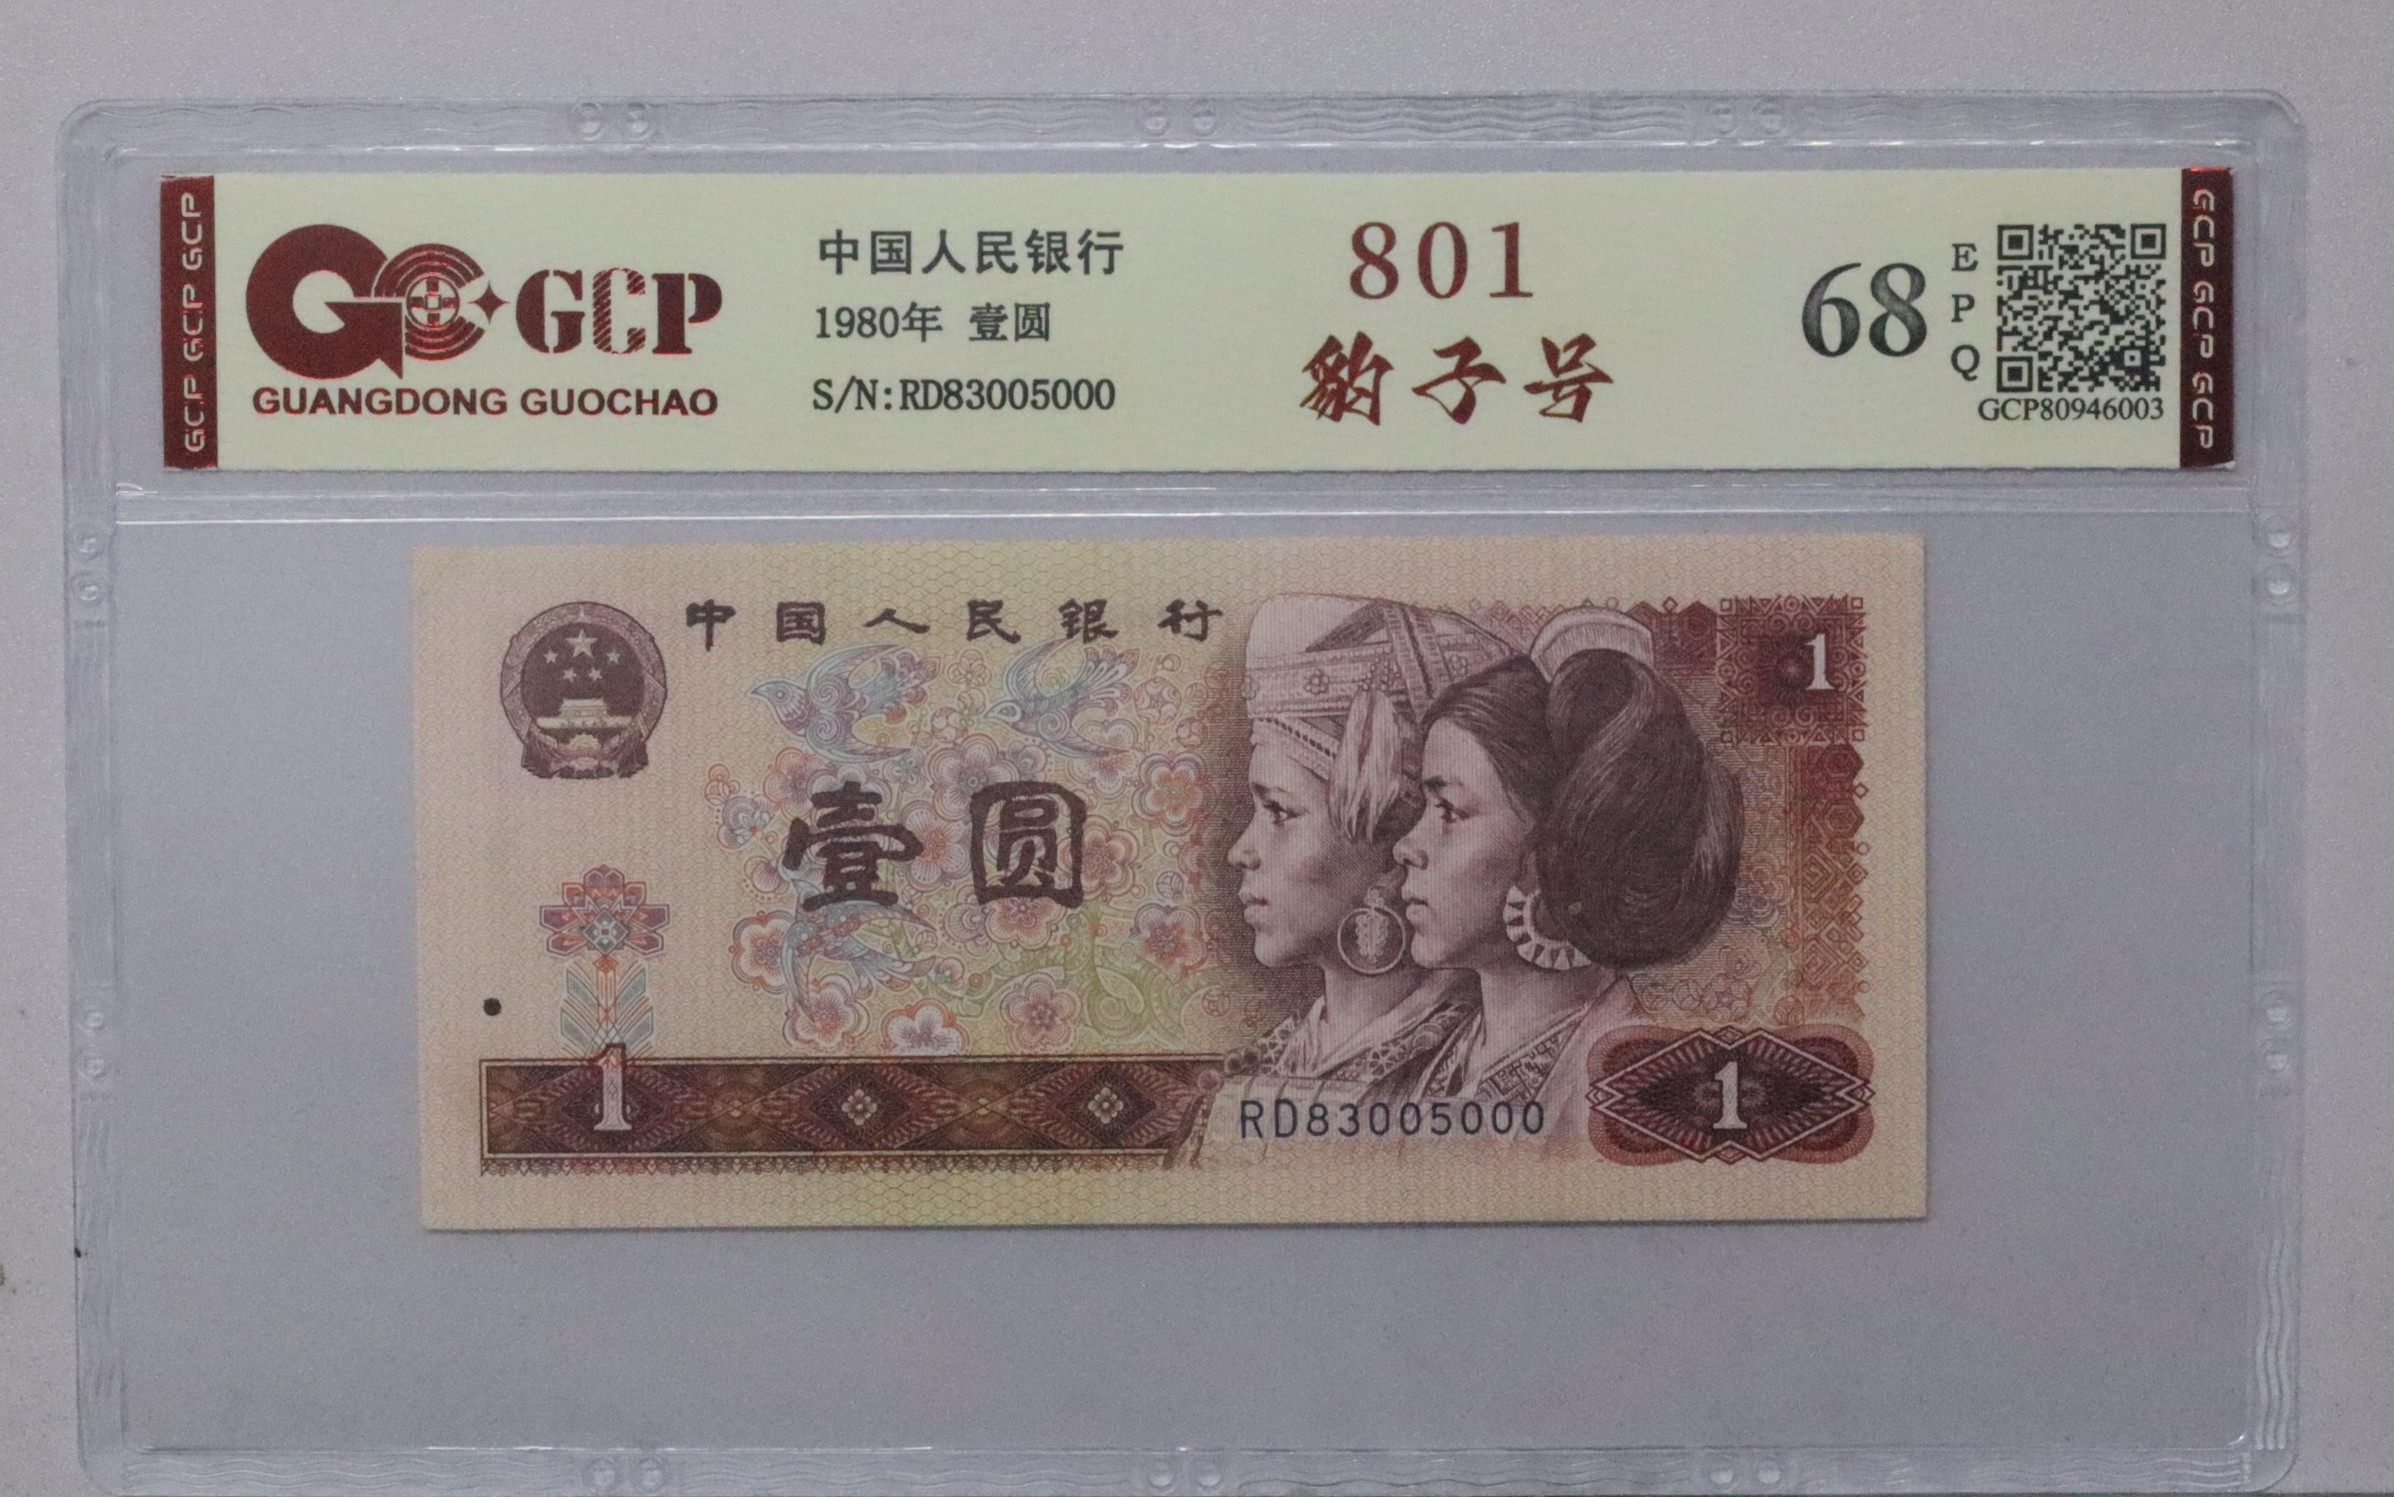 GCP GCP GCP
GCP
GUANGDONG GUOCHAO
中国人民银行
1980年 壹圆
S/N:RD83005000
801
豹子号
68
EPQ
GCP80946003
GCP GCP GCP
中国人民银行
1
壹圆
1
RD83005000
1